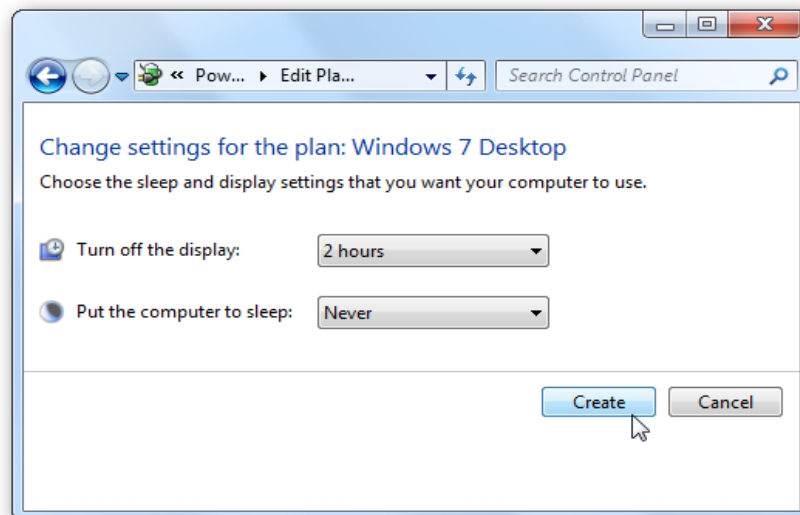 « Pow... ▸ Edit Pla... Search Control Panel
Change settings for the plan: Windows 7 Desktop
Choose the sleep and display settings that you want your computer to use.
Turn off the display: 2 hours
Put the computer to sleep: Never
Create Cancel